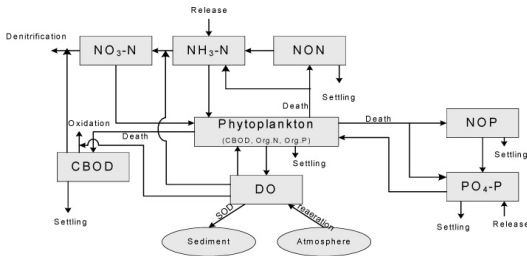 Release
Denitrification
NO3-N
NH3-N
NON
Settling
Death
Oxidation
Death
Phytoplankton
(CBOD, Org.N, Org.P)
Death
NOP
Settling
Settling
CBOD
DO
PO4-P
Settling
SOD
reaeration
Settling
Release
Sediment
Atmosphere